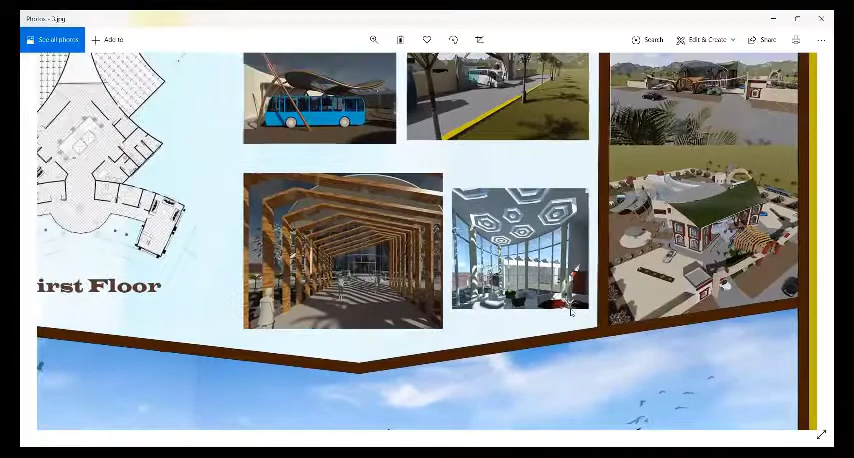 Photos - 3.jpg
See all photos
Add to
Search
Edit & Create
Share
irst Floor